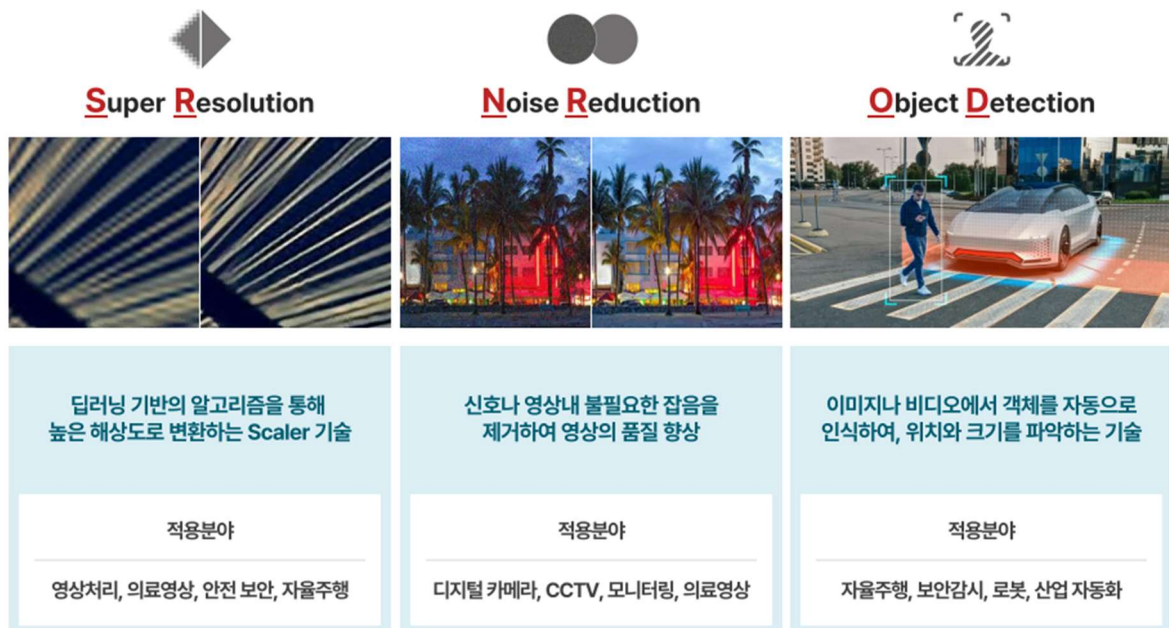 Super Resolution
Noise Reduction
Object Detection
딥러닝 기반의 알고리즘을 통해
높은 해상도로 변환하는 Scaler 기술
신호나 영상내 불필요한 잡음을
제거하여 영상의 품질 향상
이미지나 비디오에서 객체를 자동으로
인식하여, 위치와 크기를 파악하는 기술
적용분야
영상처리, 의료영상, 안전 보안, 자율주행
적용분야
디지털 카메라, CCTV, 모니터링, 의료영상
적용분야
자율주행, 보안감시, 로봇, 산업 자동화